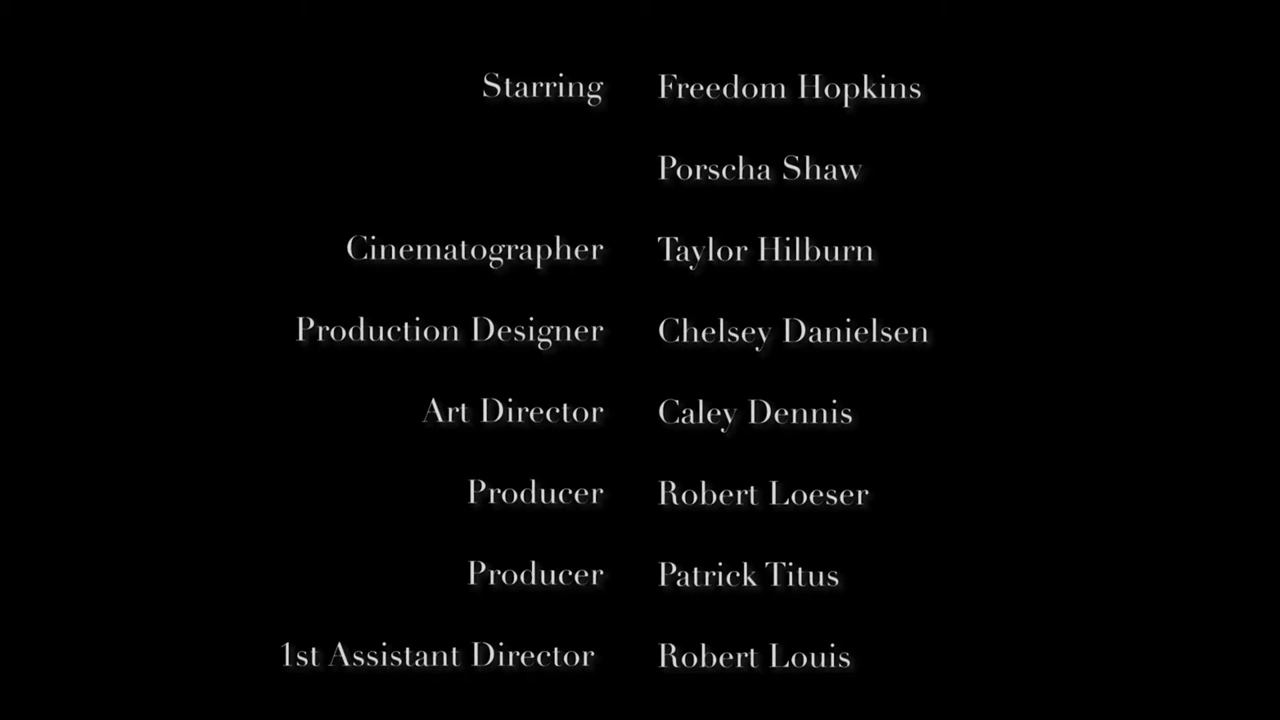 Starring Freedom Hopkins
Porscha Shaw
Cinematographer Taylor Hilburn
Production Designer Chelsey Danielsen
Art Director Caley Dennis
Producer Robert Loeser
Producer Patrick Titus
1st Assistant Director Robert Louis